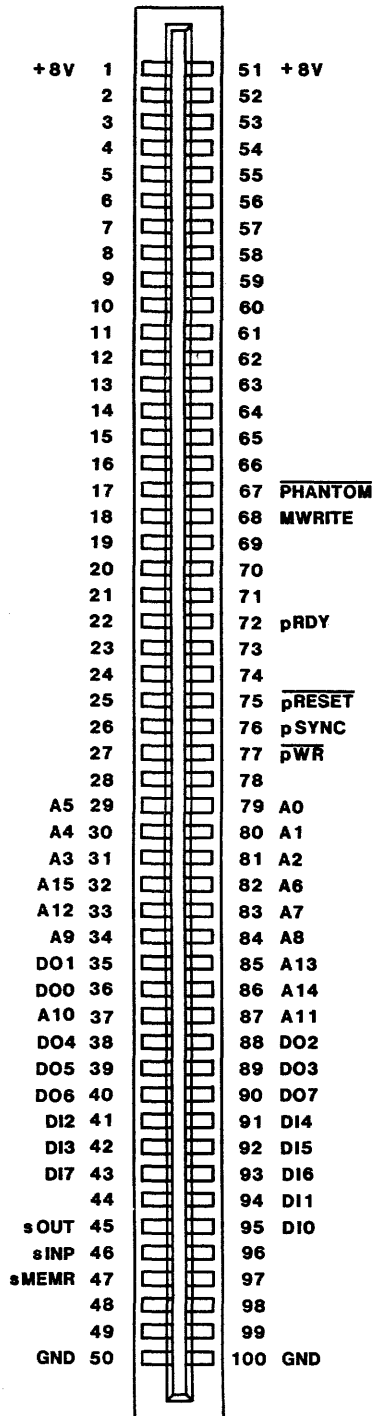 +8V 1 51 +8V
2 52
3 53
4 54
5 55
6 56
7 57
8 58
9 59
10 60
11 61
12 62
13 63
14 64
15 65
16 66
17 67 PHANTOM
18 68 MWRITE
19 69
20 70
21 71
22 72 pRDY
23 73
24 74
25 75 pRESET
26 76 pSYNC
27 77 pWR
28 78
A5 29 79 A0
A4 30 80 A1
A3 31 81 A2
A15 32 82 A6
A12 33 83 A7
A9 34 84 A8
DO1 35 85 A13
DO0 36 86 A14
A10 37 87 A11
DO4 38 88 DO2
DO5 39 89 DO3
DO6 40 90 DO7
DI2 41 91 DI4
DI3 42 92 DI5
DI7 43 93 DI6
44 94 DI1
sOUT 45 95 DI0
sINP 46 96
sMEMR 47 97
48 98
49 99
GND 50 100 GND